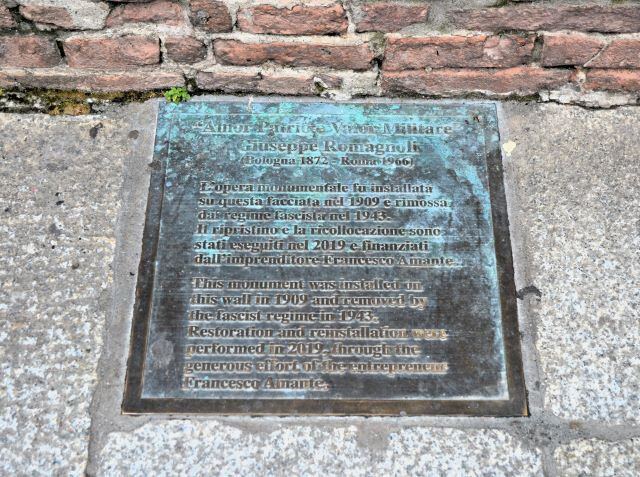 "Amor Patrio e Valor Militare"
Giuseppe Romagnoli
(Bologna 1872 - Roma 1966)
L'opera monumentale fu installata
su questa facciata nel 1909 e rimossa
dal regime fascista nel 1943.
Il ripristino e la ricollocazione sono
stati eseguiti nel 2019 e finanziati
dall'imprenditore Francesco Amante.
This monument was installed on
this wall in 1909 and removed by
the fascist regime in 1943.
Restoration and reinstallation were
performed in 2019, through the
generous effort of the entrepreneur
Francesco Amante.